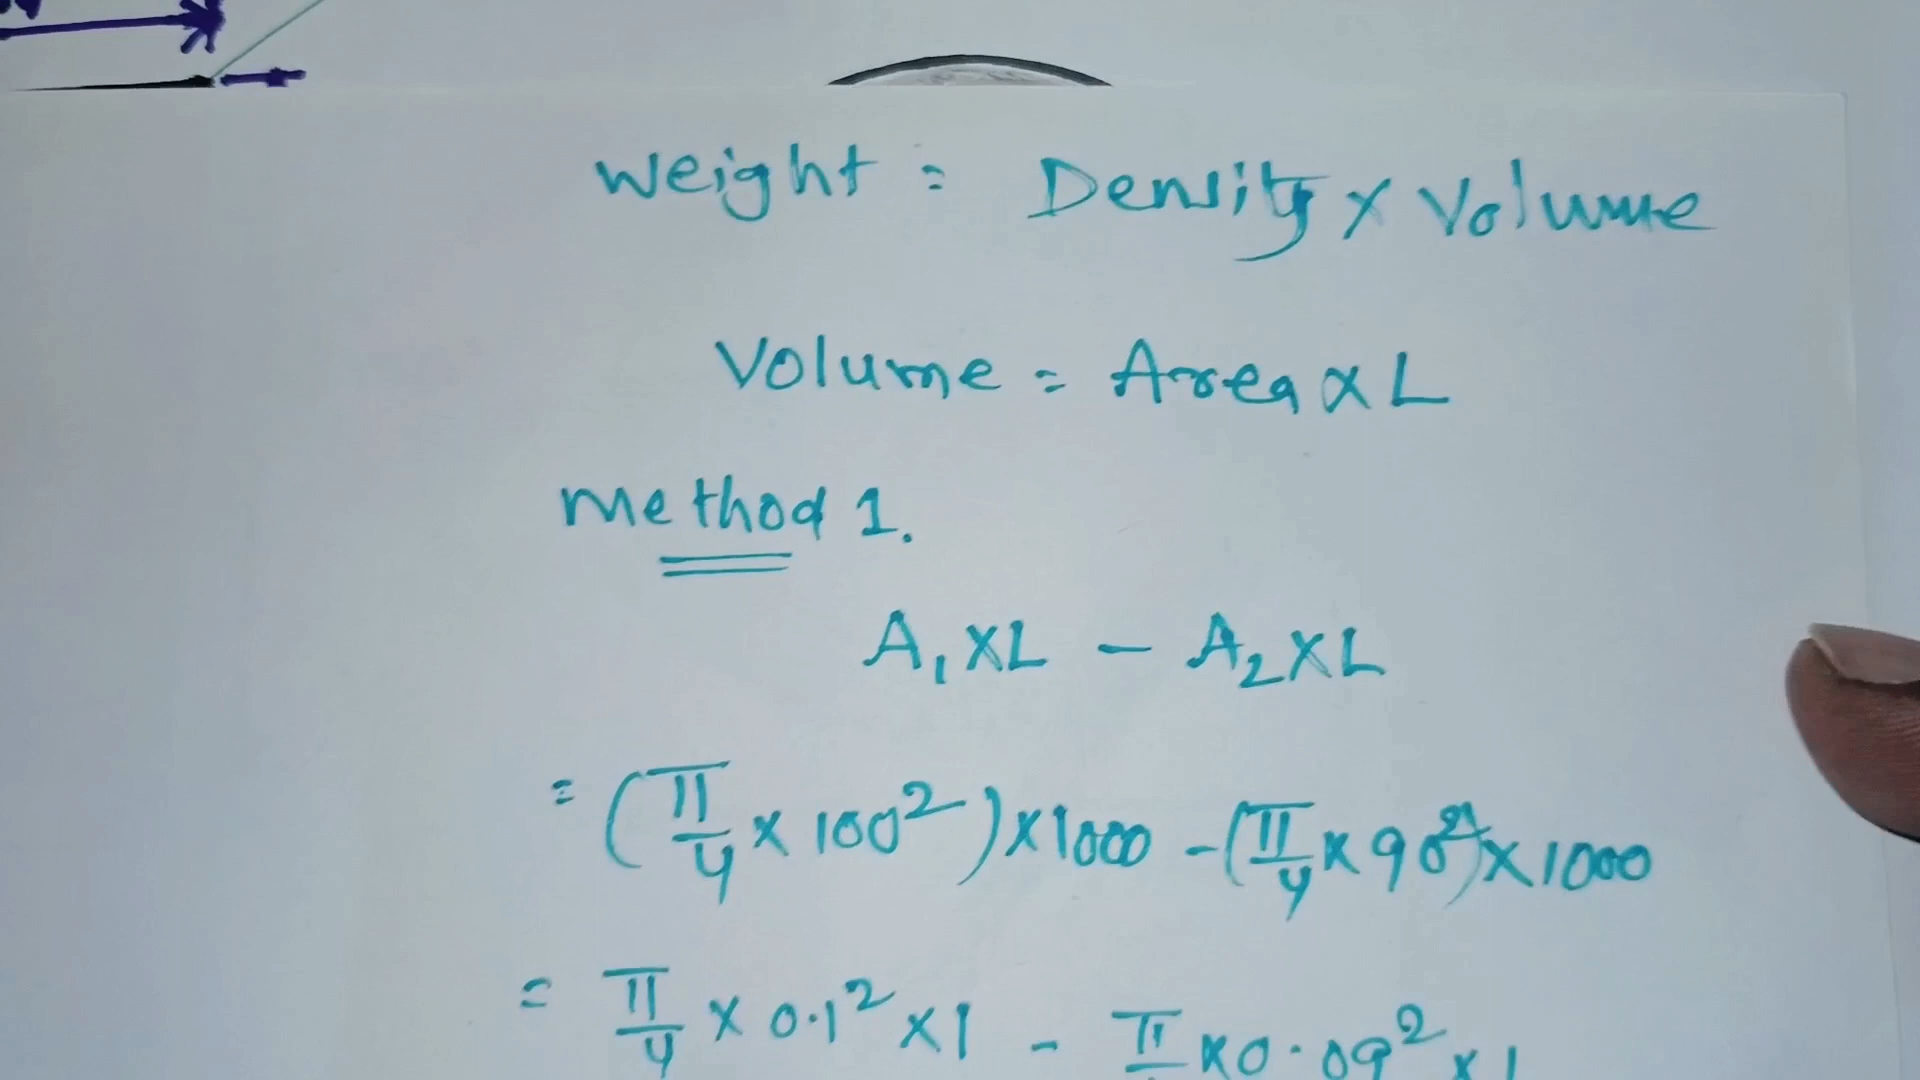 Weight = Density x Volume
Volume = Area x L
Method 1.
A₁ x L - A₂ x L
= (π/4 x 100²) x 1000 - (π/4 x 90²) x 1000
= π/4 x 0.1² x 1 - π/4 x 0.09² x 1